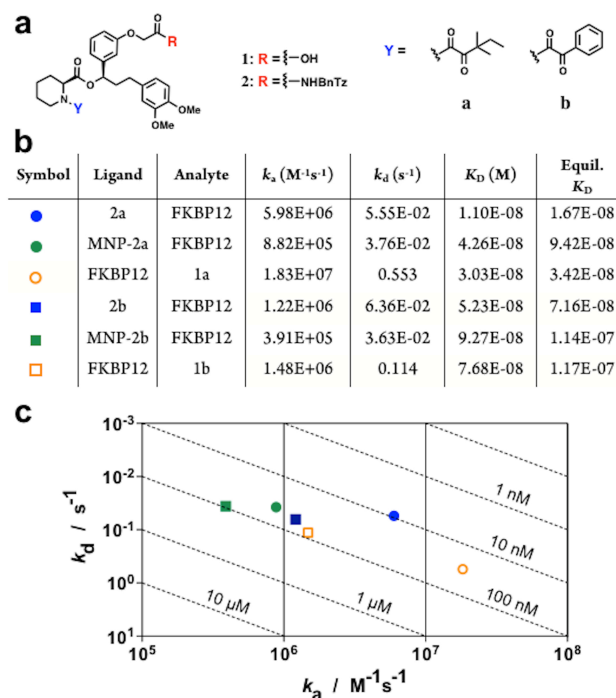 a
O
R
O
O
O
N
Y
OMe
OMe
1: R = OH
2: R = NHBnTz
Y =
O
O
a
O
O
b
b
Symbol Ligand Analyte kₐ (M⁻¹s⁻¹) k_d (s⁻¹) K_D (M) Equil. K_D
2a FKBP12 5.98E+06 5.55E-02 1.10E-08 1.67E-08
MNP-2a FKBP12 8.82E+05 3.76E-02 4.26E-08 9.42E-08
FKBP12 1a 1.83E+07 0.553 3.03E-08 3.42E-08
2b FKBP12 1.22E+06 6.36E-02 5.23E-08 7.16E-08
MNP-2b FKBP12 3.91E+05 3.63E-02 9.27E-08 1.14E-07
FKBP12 1b 1.48E+06 0.114 7.68E-08 1.17E-07
c
10⁻³
10⁻²
10⁻¹
10⁰
10¹
k_d / s⁻¹
1 nM
10 nM
100 nM
1 µM
10 µM
10⁵ 10⁶ 10⁷ 10⁸
kₐ / M⁻¹s⁻¹